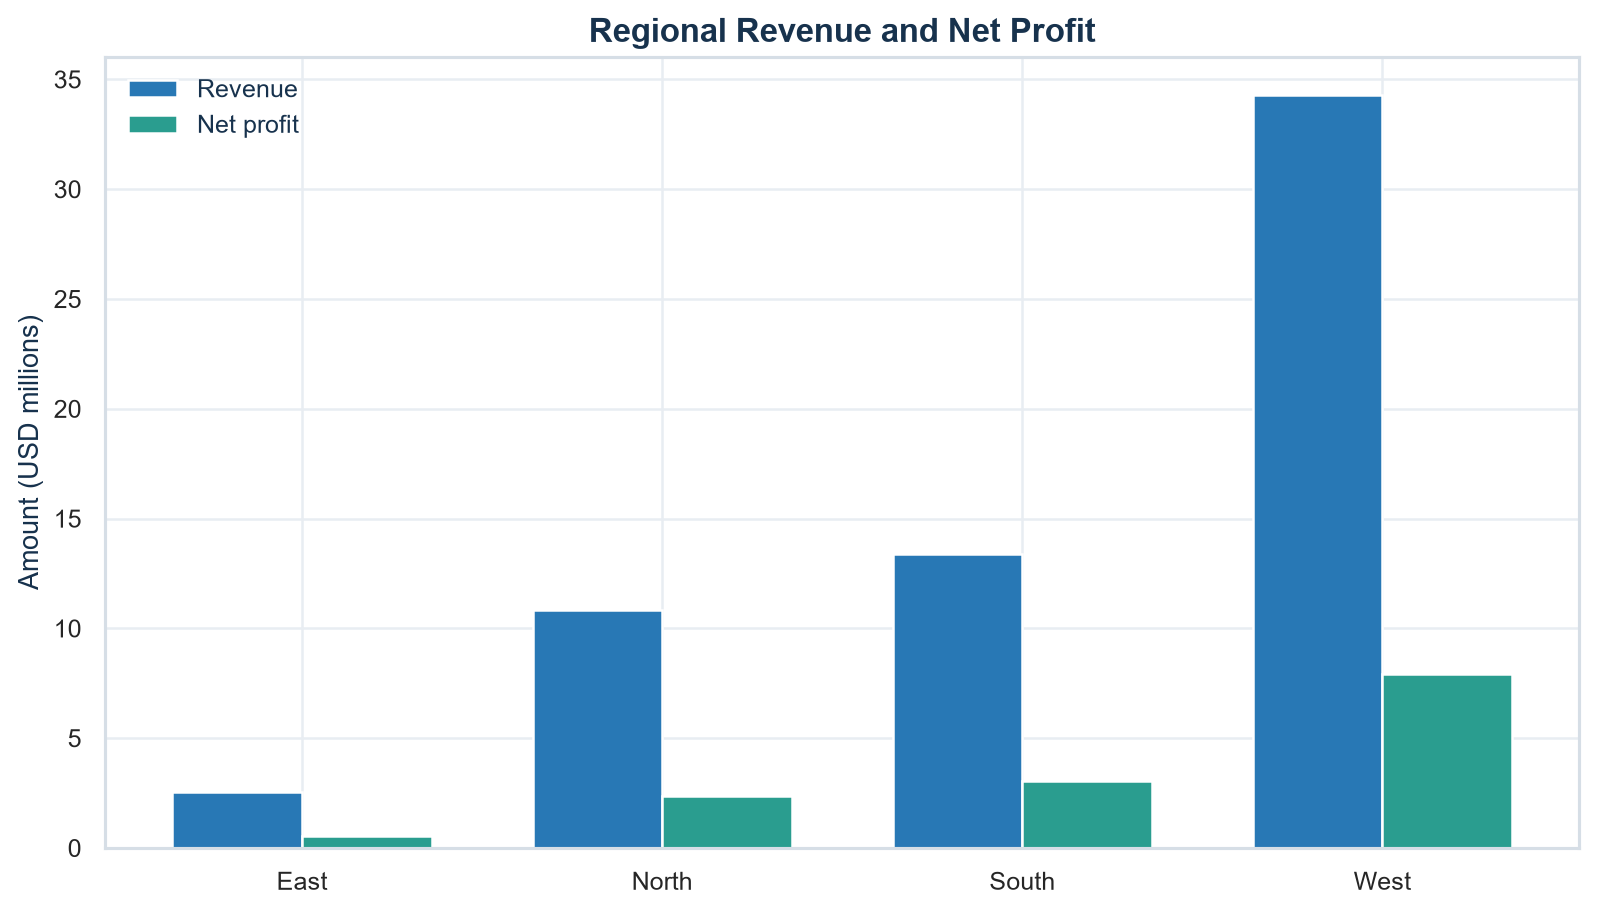 Regional Revenue and Net Profit
Revenue
Net profit
Amount (USD millions)
35
30
25
20
15
10
5
0
East
North
South
West